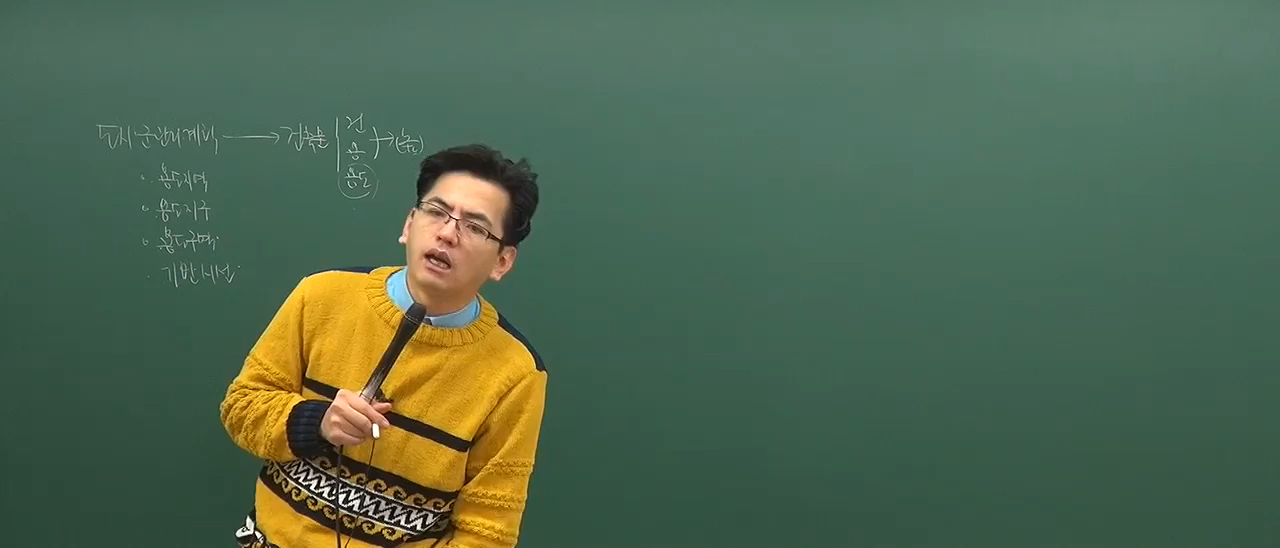 도시·군관리계획 → 건축물 건
용
용도
· 용도지역
· 용도지구
· 용도구역
· 기반시설